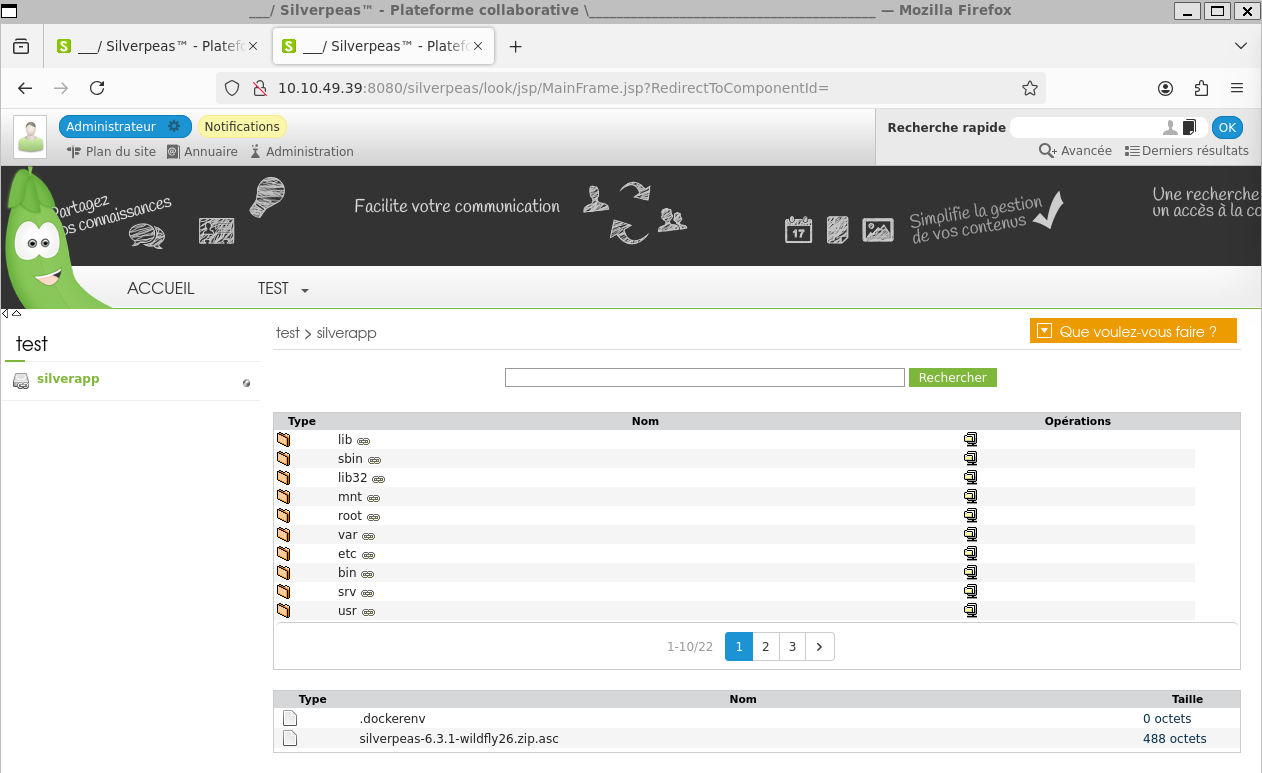 ___/ Silverpeas™ - Plateforme collaborative \___________________________________ — Mozilla Firefox
___/ Silverpeas™ - Platefo
___/ Silverpeas™ - Platefo
10.10.49.39:8080/silverpeas/look/jsp/MainFrame.jsp?RedirectToComponentId=
Administrateur Notifications
Plan du site Annuaire Administration
Recherche rapide OK
Avancée Derniers résultats
Partagez
connaissances
Facilite votre communication
17
Simplifie la gestion
de vos contenus
Une recherche
un accès à la co
ACCUEIL TEST
test
silverapp
test > silverapp
Que voulez-vous faire ?
Rechercher
Type Nom Opérations
lib
sbin
lib32
mnt
root
var
etc
bin
srv
usr
1-10/22 1 2 3
Type Nom Taille
.dockerenv 0 octets
silverpeas-6.3.1-wildfly26.zip.asc 488 octets